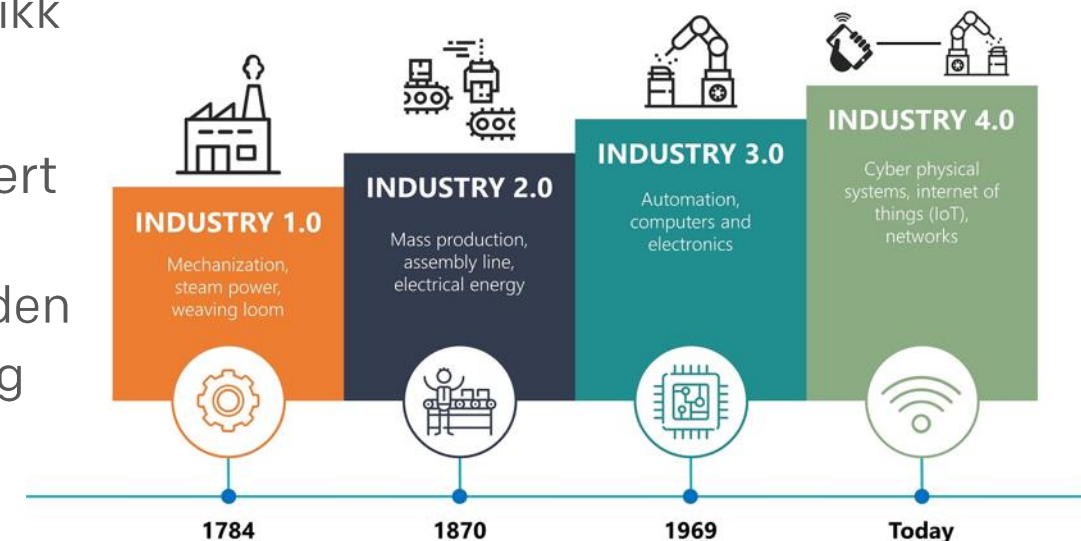 ikk
ert
den
g
INDUSTRY 1.0
Mechanization,
steam power,
weaving loom
INDUSTRY 2.0
Mass production,
assembly line,
electrical energy
INDUSTRY 3.0
Automation,
computers and
electronics
INDUSTRY 4.0
Cyber physical
systems, internet of
things (IoT),
networks
1784
1870
1969
Today